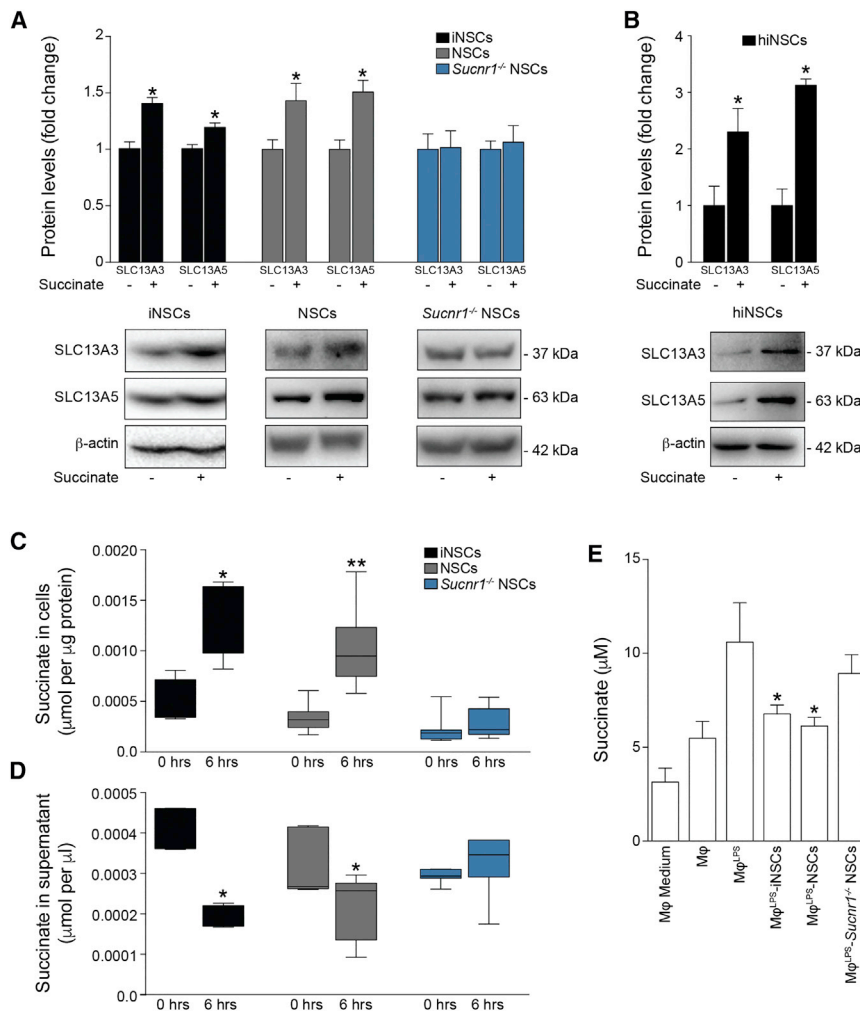 A
Protein levels (fold change)
2
1.5
1
0.5
0
iNSCs
NSCs
Sucnr1-/- NSCs
* * * *
SLC13A3 SLC13A5 SLC13A3 SLC13A5 SLC13A3 SLC13A5
Succinate - + - + - + - + - + - +
iNSCs NSCs Sucnr1-/- NSCs
SLC13A3 - 37 kDa
SLC13A5 - 63 kDa
β-actin - 42 kDa
Succinate - + - + - +
B
Protein levels (fold change)
4
3
2
1
0
hiNSCs
* *
SLC13A3 SLC13A5
Succinate - + - +
hiNSCs
SLC13A3 - 37 kDa
SLC13A5 - 63 kDa
β-actin - 42 kDa
Succinate - +
C
Succinate in cells
(μmol per μg protein)
0.0020
0.0015
0.0010
0.0005
0.0
iNSCs
NSCs
Sucnr1-/- NSCs
* **
0 hrs 6 hrs 0 hrs 6 hrs 0 hrs 6 hrs
D
Succinate in supernatant
(μmol per μl)
0.0005
0.0004
0.0003
0.0002
0.0001
0.0
* *
0 hrs 6 hrs 0 hrs 6 hrs 0 hrs 6 hrs
E
Succinate (μM)
15
10
5
0
* *
Mφ Medium
Mφ
MφLPS
MφLPS-iNSCs
MφLPS-NSCs
MφLPS-Sucnr1-/- NSCs